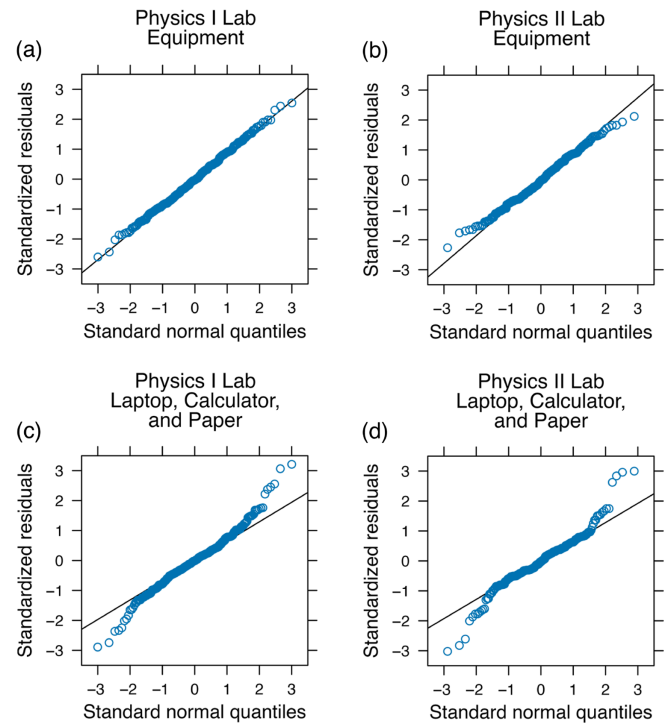 Physics I Lab
Equipment
(a)
Standardized residuals
3
2
1
0
−1
−2
−3
−3 −2 −1 0 1 2 3
Standard normal quantiles
Physics II Lab
Equipment
(b)
Standardized residuals
3
2
1
0
−1
−2
−3
−3 −2 −1 0 1 2 3
Standard normal quantiles
Physics I Lab
Laptop, Calculator,
and Paper
(c)
Standardized residuals
3
2
1
0
−1
−2
−3
−3 −2 −1 0 1 2 3
Standard normal quantiles
Physics II Lab
Laptop, Calculator,
and Paper
(d)
Standardized residuals
3
2
1
0
−1
−2
−3
−3 −2 −1 0 1 2 3
Standard normal quantiles